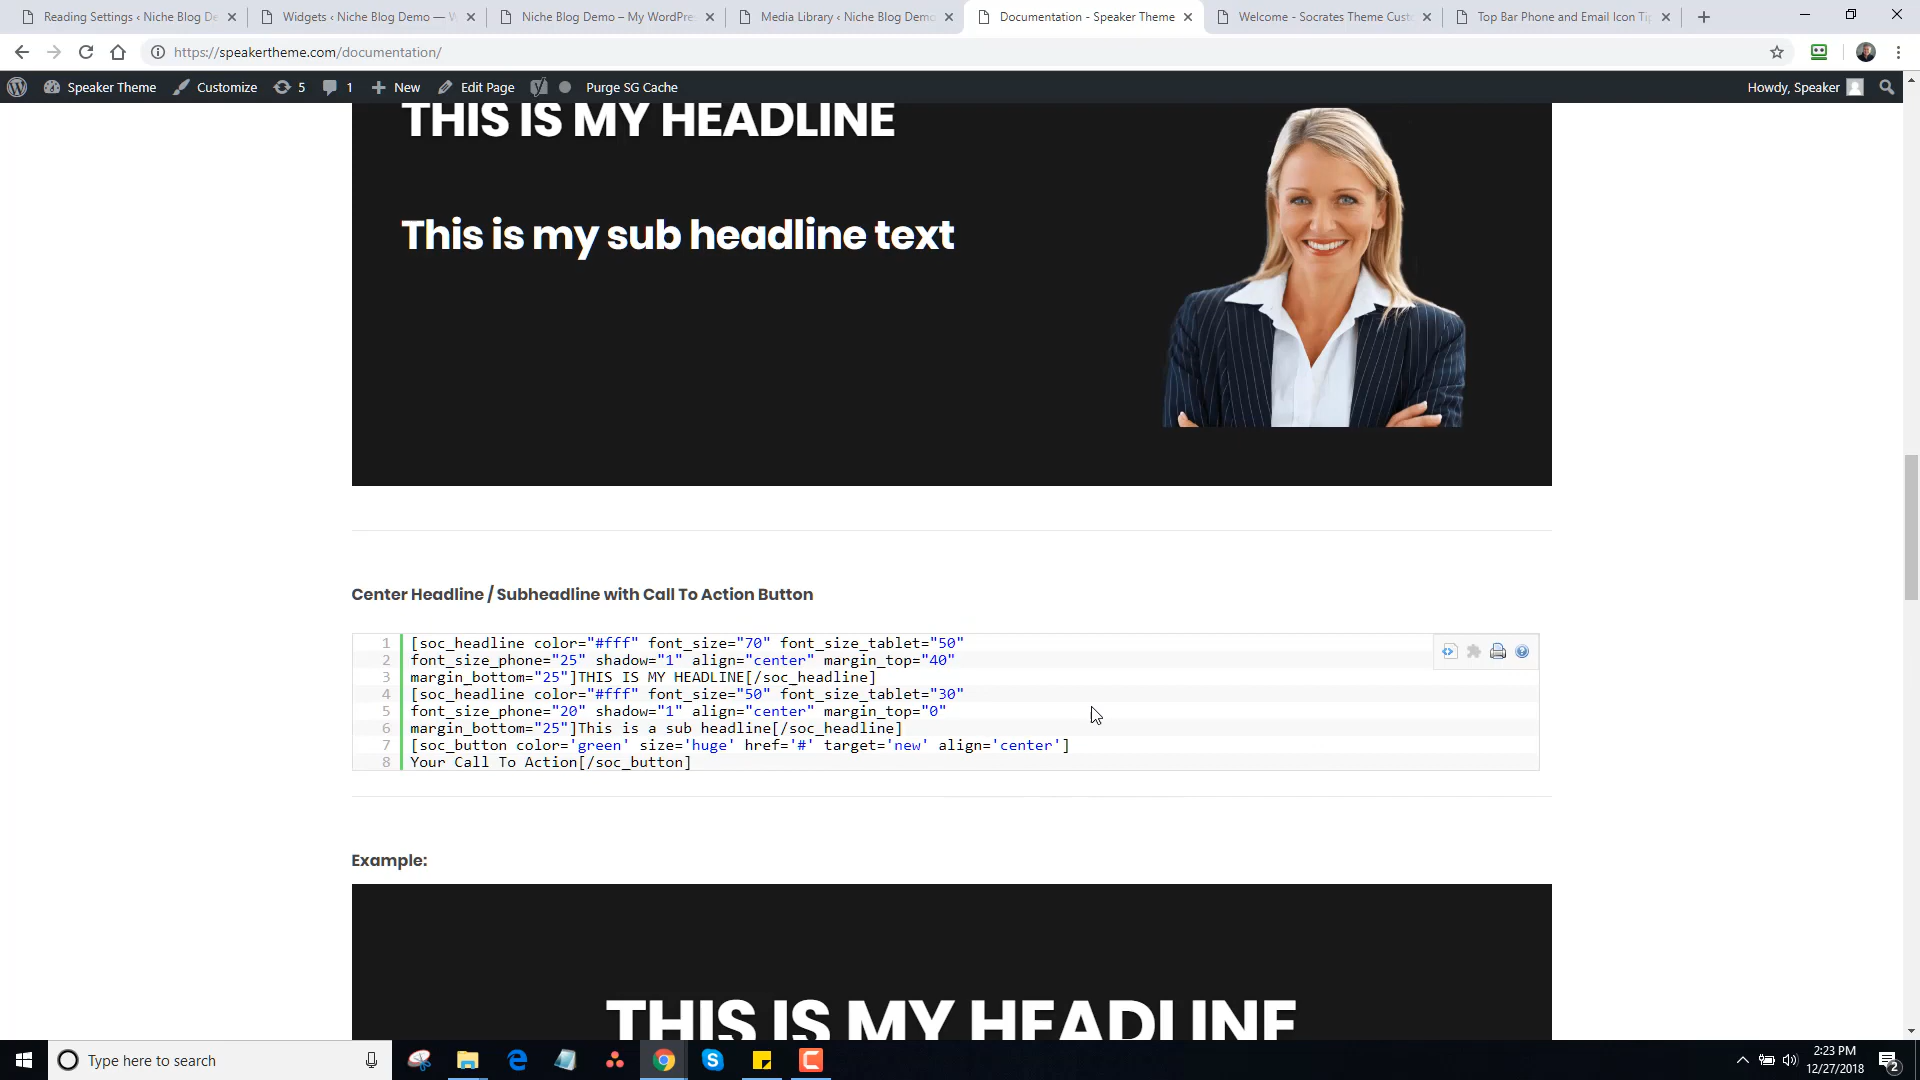 Reading Settings ‹ Niche Blog De
Widgets ‹ Niche Blog Demo — W
Niche Blog Demo – My WordPre
Media Library ‹ Niche Blog Demo
Documentation - Speaker Theme
Welcome - Socrates Theme Cust
Top Bar Phone and Email Icon Tip
https://speakertheme.com/documentation/
Speaker Theme
Customize
5
1
New
Edit Page
Purge SG Cache
Howdy, Speaker
THIS IS MY HEADLINE
This is my sub headline text
Center Headline / Subheadline with Call To Action Button
1 [soc_headline color="#fff" font_size="70" font_size_tablet="50"
2 font_size_phone="25" shadow="1" align="center" margin_top="40"
3 margin_bottom="25"]THIS IS MY HEADLINE[/soc_headline]
4 [soc_headline color="#fff" font_size="50" font_size_tablet="30"
5 font_size_phone="20" shadow="1" align="center" margin_top="0"
6 margin_bottom="25"]This is a sub headline[/soc_headline]
7 [soc_button color='green' size='huge' href='#' target='new' align='center']
8 Your Call To Action[/soc_button]
Example:
THIS IS MY HEADLINE
Type here to search
2:23 PM
12/27/2018
2